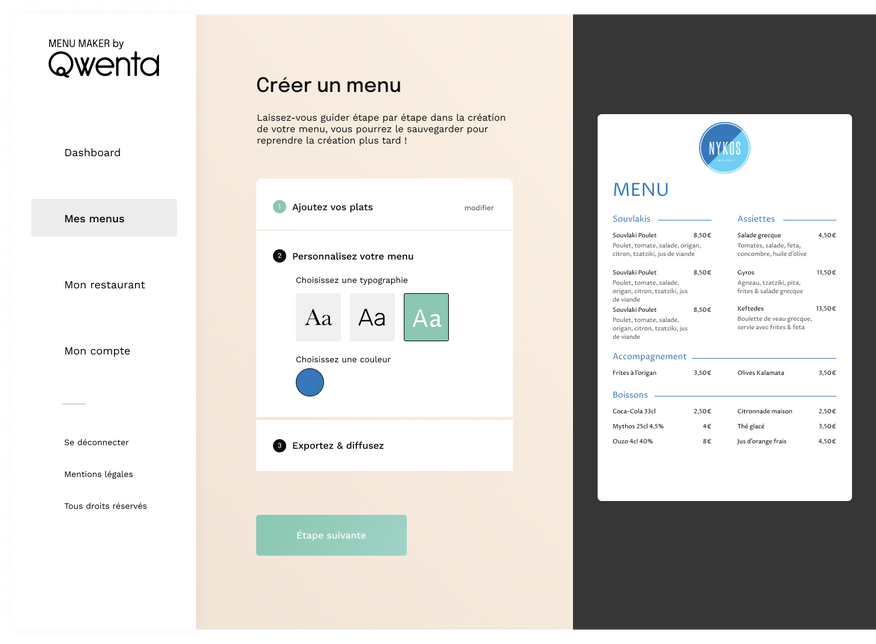 MENU MAKER by
Qwenta
Dashboard
Mes menus
Mon restaurant
Mon compte
Se déconnecter
Mentions légales
Tous droits réservés
Créer un menu
Laissez-vous guider étape par étape dans la création
de votre menu, vous pourrez le sauvegarder pour
reprendre la création plus tard !
1 Ajoutez vos plats modifier
2 Personnalisez votre menu
Choisissez une typographie
Aa Aa Aa
Choisissez une couleur
3 Exportez & diffusez
Étape suivante
NYKOS
MENU
Souvlakis
Souvlaki Poulet 8,50€
Poulet, tomate, salade, origan,
citron, tzatziki, jus de viande
Souvlaki Poulet 8,50€
Poulet, tomate, salade,
origan, citron, tzatziki, jus
de viande
Souvlaki Poulet 8,50€
Poulet, tomate, salade,
origan, citron, tzatziki, jus
de viande
Assiettes
Salade grecque 4,50€
Tomates, salade, feta,
concombre, huile d'olive
Gyros 11,50€
Agneau, tzatziki, pita,
frites & salade grecque
Keftedes 13,50€
Boulette de veau grecque,
servie avec frites & feta
Accompagnement
Frites à l'origan 3,50€ Olives Kalamata 3,50€
Boissons
Coca-Cola 33cl 2,50€ Citronnade maison 2,50€
Mythos 25cl 4,5% 4€ Thé glacé 3,50€
Ouzo 4cl 40% 8€ Jus d'orange frais 4,50€